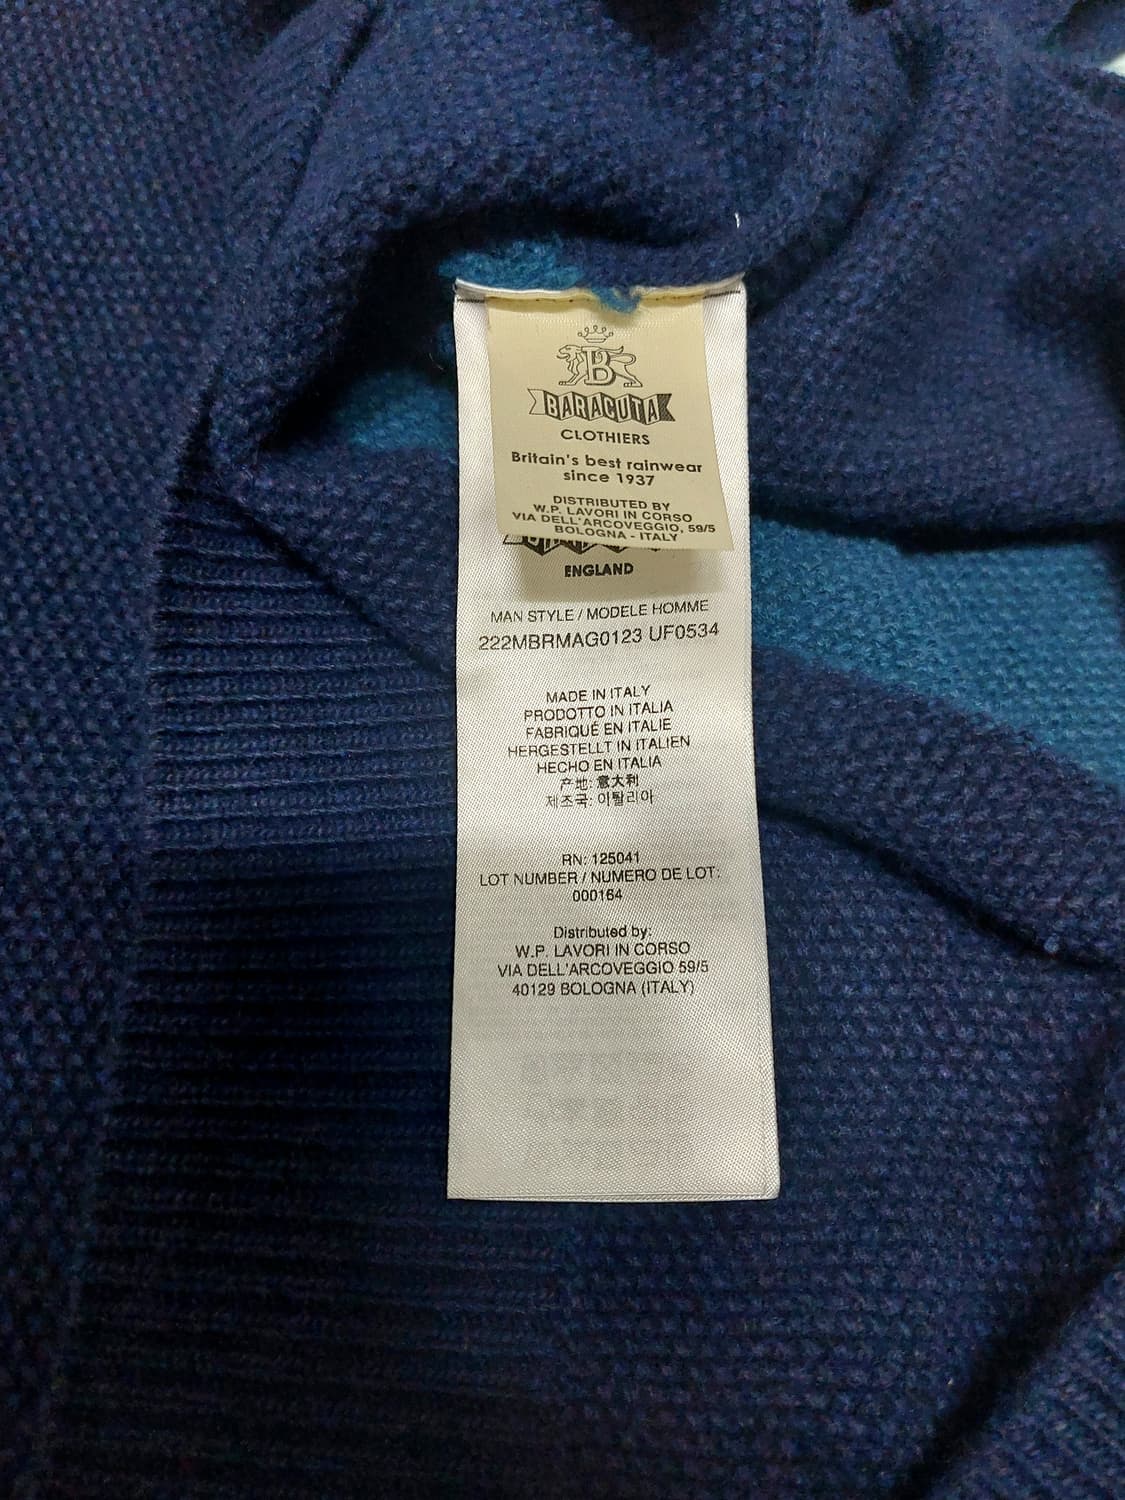 B
BARACUTA
CLOTHIERS
Britain's best rainwear
since 1937
DISTRIBUTED BY
W.P. LAVORI IN CORSO
VIA DELL'ARCOVEGGIO, 59/5
BOLOGNA - ITALY
ENGLAND
MAN STYLE / MODELE HOMME
222MBRMAG0123 UF0534
MADE IN ITALY
PRODOTTO IN ITALIA
FABRIQUÉ EN ITALIE
HERGESTELLT IN ITALIEN
HECHO EN ITALIA
产地: 意大利
제조국: 이탈리아
RN: 125041
LOT NUMBER / NUMERO DE LOT:
000164
Distributed by:
W.P. LAVORI IN CORSO
VIA DELL'ARCOVEGGIO 59/5
40129 BOLOGNA (ITALY)